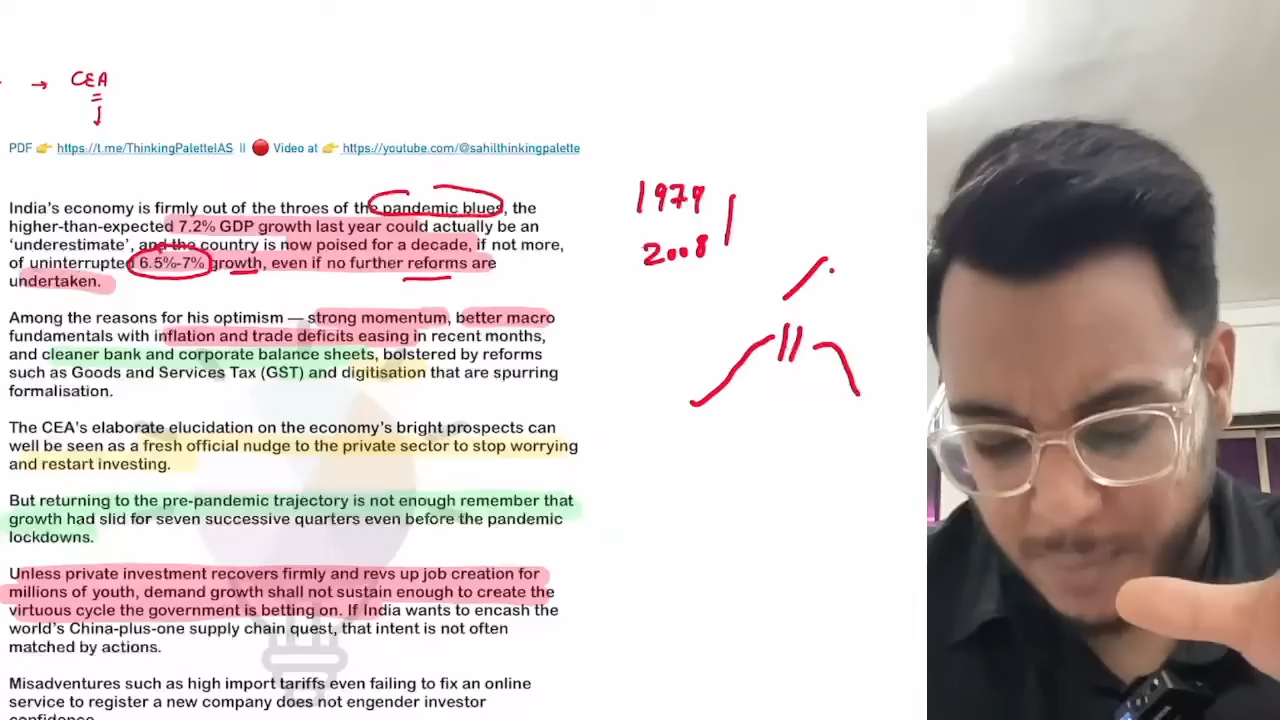 → CEA
PDF 👉 https://t.me/ThinkingPaletteIAS || 🔴 Video at 👉 https://youtube.com/@sahilthinkingpalette
India's economy is firmly out of the throes of the pandemic blues, the
higher-than-expected 7.2% GDP growth last year could actually be an
'underestimate', and the country is now poised for a decade, if not more,
of uninterrupted 6.5%-7% growth, even if no further reforms are
undertaken.
Among the reasons for his optimism — strong momentum, better macro
fundamentals with inflation and trade deficits easing in recent months,
and cleaner bank and corporate balance sheets, bolstered by reforms
such as Goods and Services Tax (GST) and digitisation that are spurring
formalisation.
The CEA's elaborate elucidation on the economy's bright prospects can
well be seen as a fresh official nudge to the private sector to stop worrying
and restart investing.
But returning to the pre-pandemic trajectory is not enough remember that
growth had slid for seven successive quarters even before the pandemic
lockdowns.
Unless private investment recovers firmly and revs up job creation for
millions of youth, demand growth shall not sustain enough to create the
virtuous cycle the government is betting on. If India wants to encash the
world's China-plus-one supply chain quest, that intent is not often
matched by actions.
Misadventures such as high import tariffs even failing to fix an online
service to register a new company does not engender investor
confidence
1979
2008